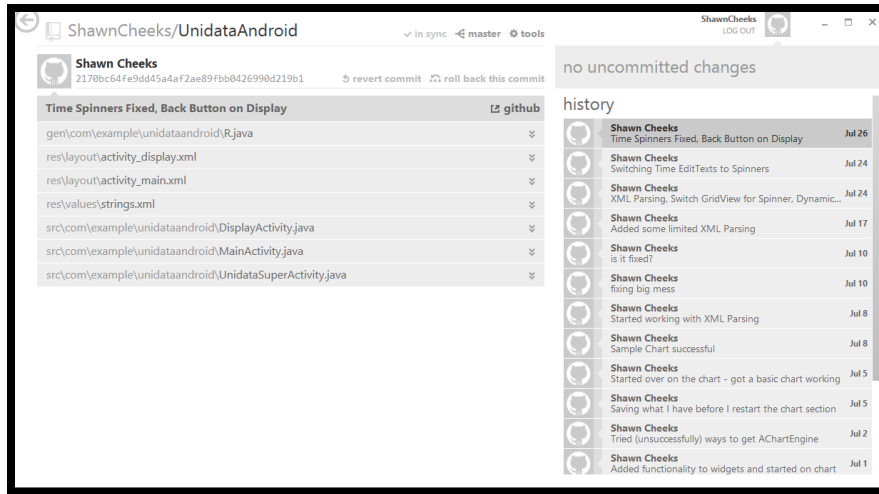 ShawnCheeks/UnidataAndroid
in sync master tools
ShawnCheeks
LOG OUT
Shawn Cheeks
2170bc64fe9dd45a4af2ae89fbb0426990d219b1
revert commit roll back this commit
Time Spinners Fixed, Back Button on Display github
gen\com\example\unidataandroid\R.java
res\layout\activity_display.xml
res\layout\activity_main.xml
res\values\strings.xml
src\com\example\unidataandroid\DisplayActivity.java
src\com\example\unidataandroid\MainActivity.java
src\com\example\unidataandroid\UnidataSuperActivity.java
no uncommitted changes
history
Shawn Cheeks
Time Spinners Fixed, Back Button on Display Jul 26
Shawn Cheeks
Switching Time EditTexts to Spinners Jul 24
Shawn Cheeks
XML Parsing, Switch GridView for Spinner, Dynamic... Jul 24
Shawn Cheeks
Added some limited XML Parsing Jul 17
Shawn Cheeks
is it fixed? Jul 10
Shawn Cheeks
fixing big mess Jul 10
Shawn Cheeks
Started working with XML Parsing Jul 8
Shawn Cheeks
Sample Chart successful Jul 8
Shawn Cheeks
Started over on the chart - got a basic chart working Jul 5
Shawn Cheeks
Saving what I have before I restart the chart section Jul 5
Shawn Cheeks
Tried (unsuccessfully) ways to get AChartEngine Jul 2
Shawn Cheeks
Added functionality to widgets and started on chart Jul 1